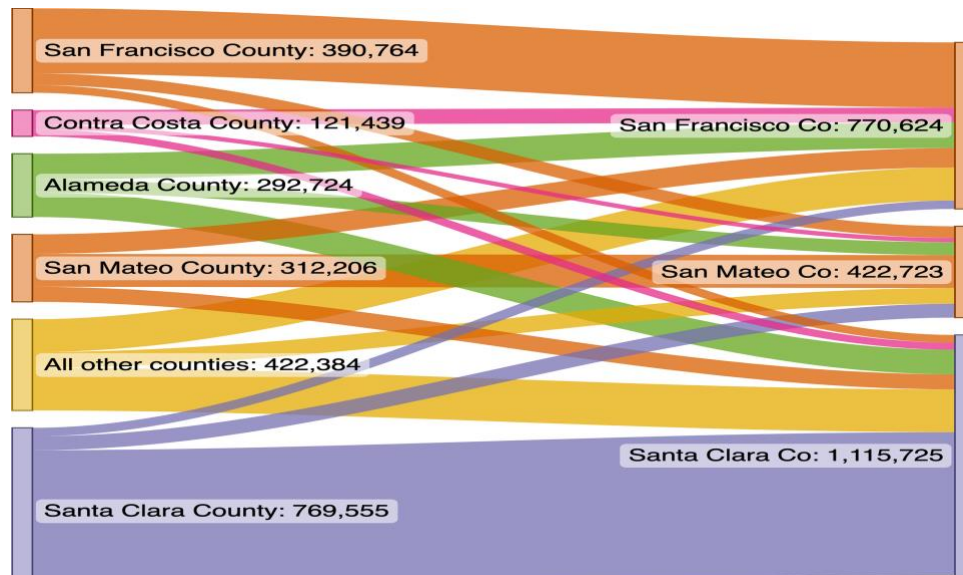 San Francisco County: 390,764
Contra Costa County: 121,439
San Francisco Co: 770,624
Alameda County: 292,724
San Mateo County: 312,206
San Mateo Co: 422,723
All other counties: 422,384
Santa Clara Co: 1,115,725
Santa Clara County: 769,555